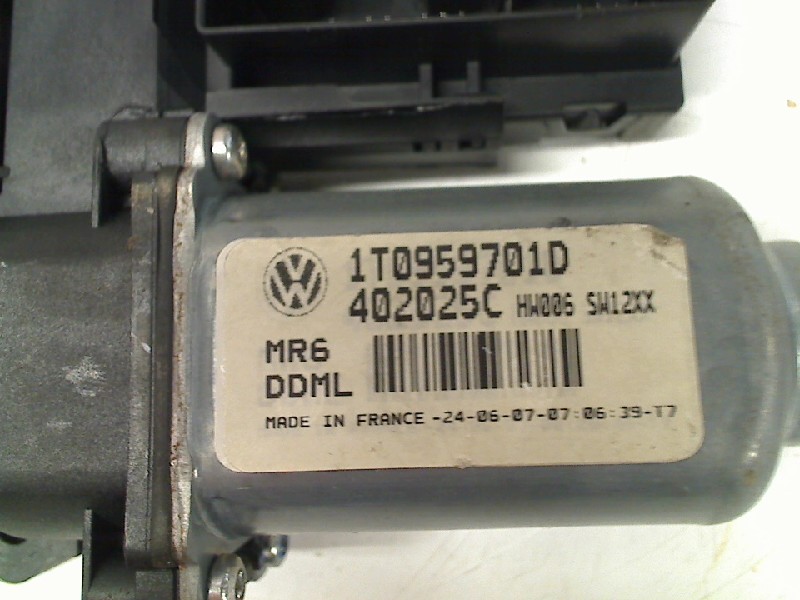 1T0959701D
402025C HW006 SW12XX
MR6
DDML
MADE IN FRANCE -24-06-07-07:06:39-T7